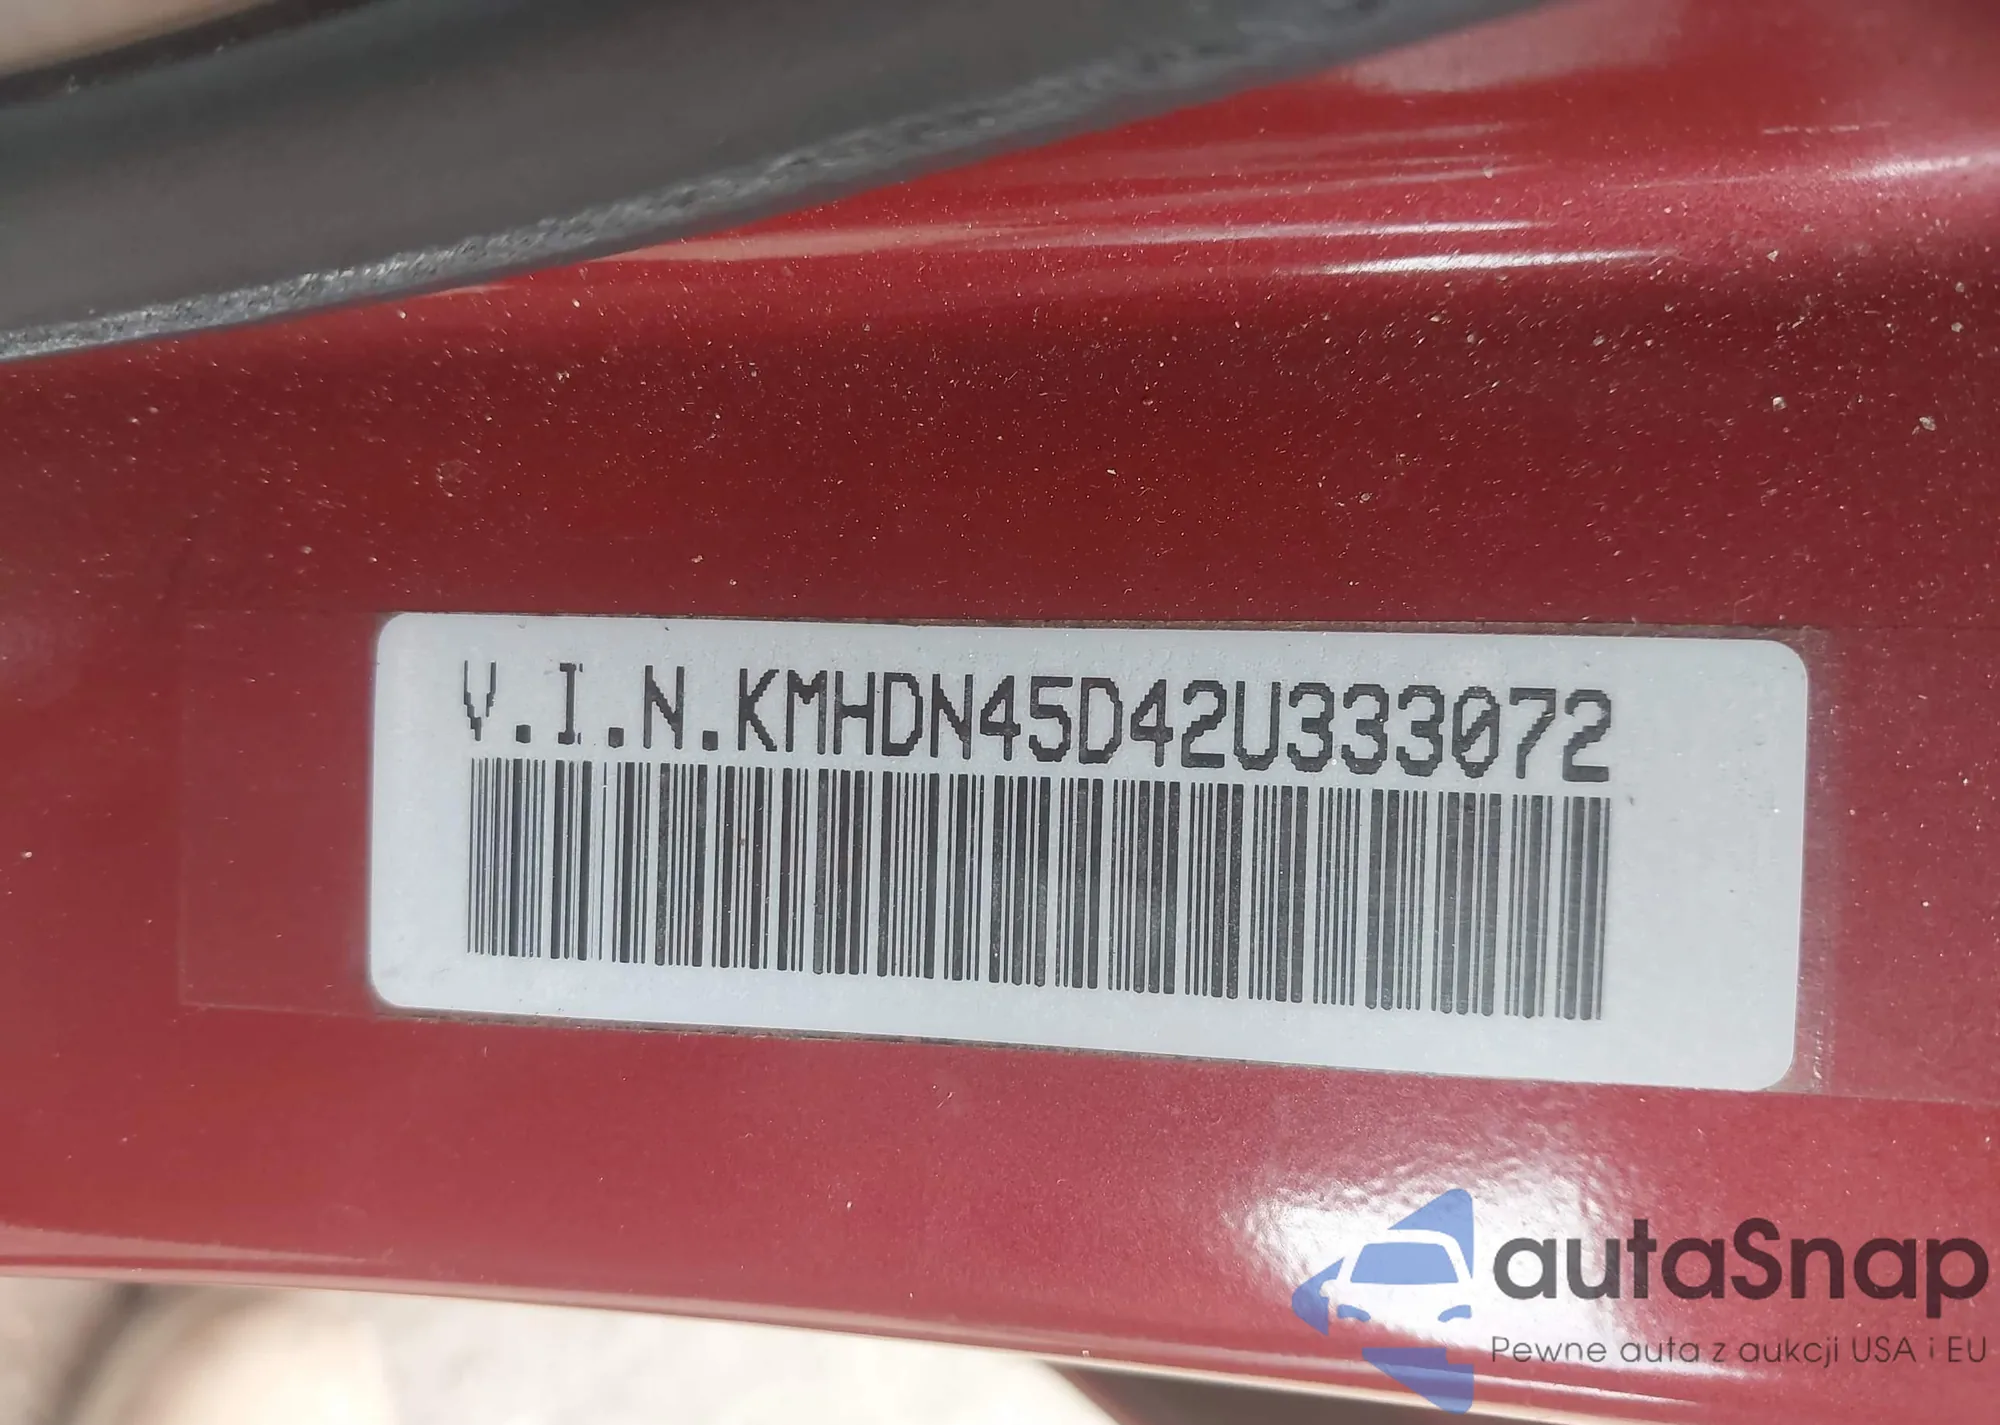 V.I.N.KMHDN45D42U333072
autaSnap
Pewne auta z aukcji USA i EU